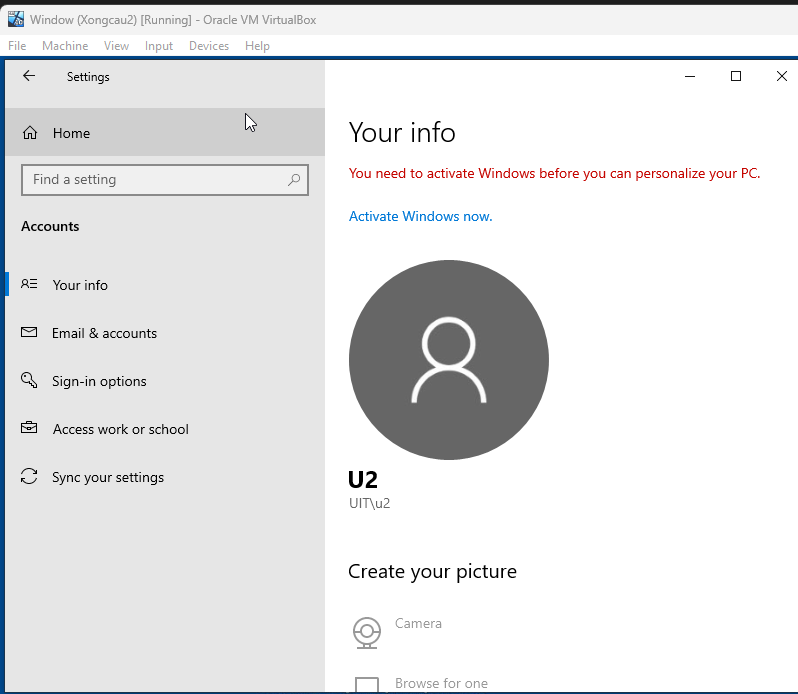 Window (Xongcau2) [Running] - Oracle VM VirtualBox
File Machine View Input Devices Help
Settings
Home
Find a setting
Accounts
Your info
Email & accounts
Sign-in options
Access work or school
Sync your settings
Your info
You need to activate Windows before you can personalize your PC.
Activate Windows now.
U2
UIT\u2
Create your picture
Camera
Browse for one